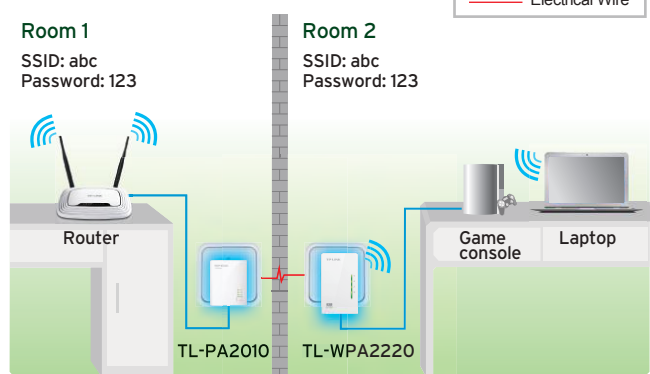 Electrical Wire
Room 1
SSID: abc
Password: 123
Room 2
SSID: abc
Password: 123
Router
Game
console
Laptop
TL-PA2010
TL-WPA2220